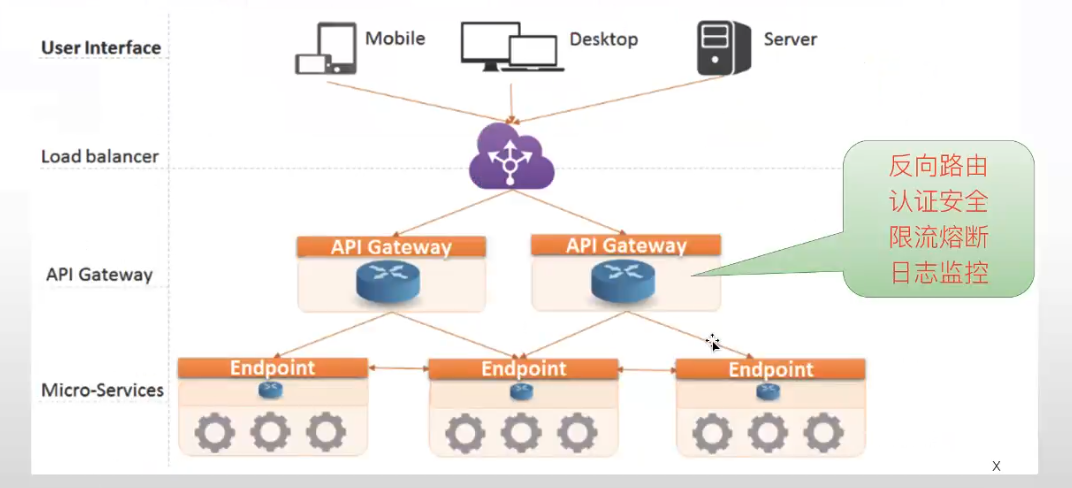 User Interface
Mobile
Desktop
Server
Load balancer
反向路由
认证安全
限流熔断
日志监控
API Gateway
API Gateway
API Gateway
Endpoint
Endpoint
Endpoint
Micro-Services
X